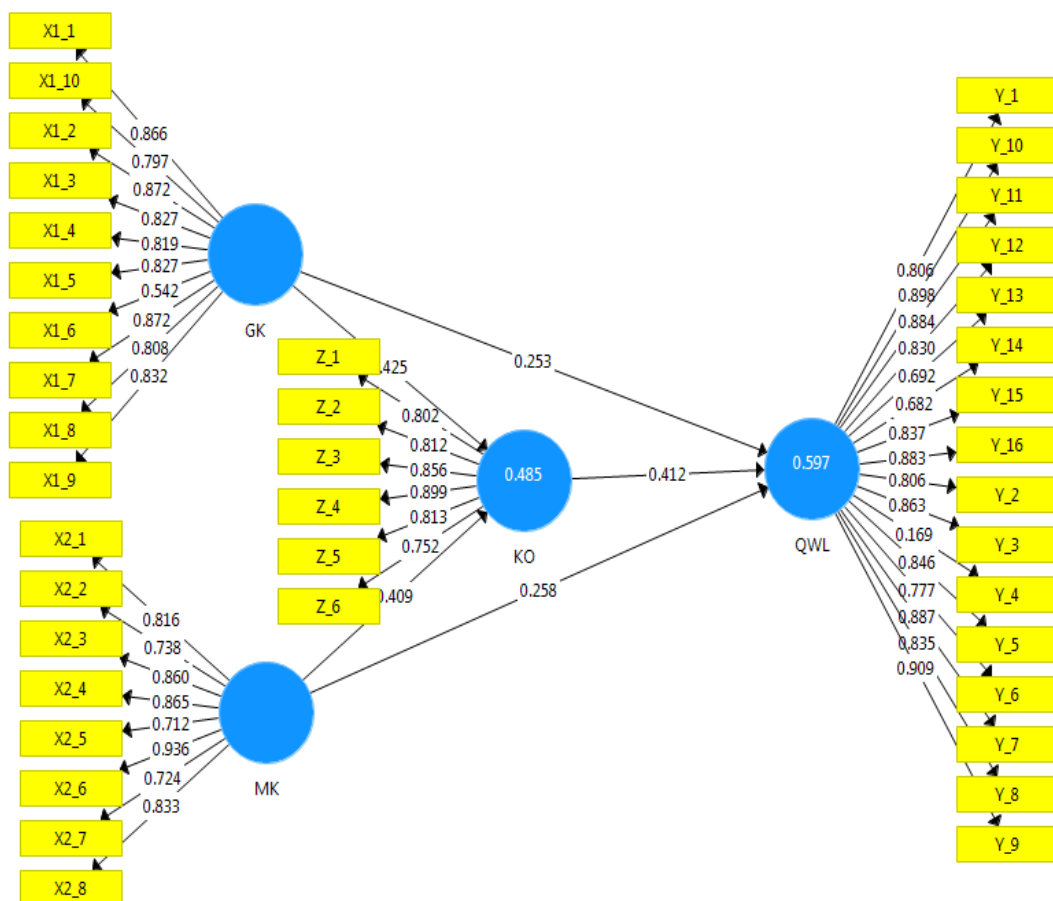 X1_1
X1_10
X1_2
X1_3
X1_4
X1_5
X1_6
X1_7
X1_8
X1_9
0.866
0.797
0.872
0.827
0.819
0.827
0.542
0.872
0.808
0.832
GK
X2_1
X2_2
X2_3
X2_4
X2_5
X2_6
X2_7
X2_8
0.816
0.738
0.860
0.865
0.712
0.936
0.724
0.833
MK
Z_1
Z_2
Z_3
Z_4
Z_5
Z_6
.425
0.802
0.812
0.856
0.899
0.813
0.752
0.409
0.485
KO
0.253
0.412
0.258
0.597
QWL
0.806
0.898
0.884
0.830
0.692
0.682
0.837
0.883
0.806
0.863
0.169
0.846
0.777
0.887
0.835
0.909
Y_1
Y_10
Y_11
Y_12
Y_13
Y_14
Y_15
Y_16
Y_2
Y_3
Y_4
Y_5
Y_6
Y_7
Y_8
Y_9